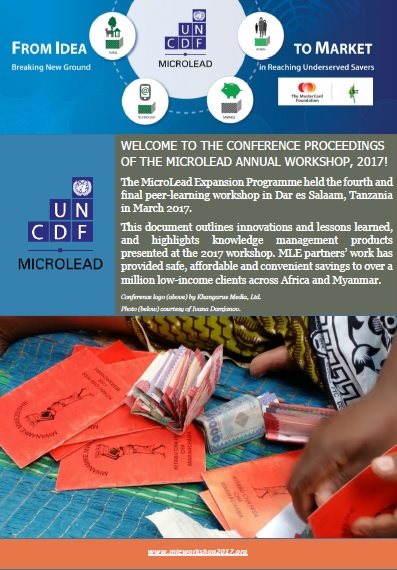 FROM IDEA
Breaking New Ground
RURAL
UN
CDF
MICROLEAD
WOMEN
TECHNOLOGY
SAVINGS
TO MARKET
in Reaching Underserved Savers
The MasterCard
Foundation
UN
CDF
MICROLEAD
WELCOME TO THE CONFERENCE PROCEEDINGS
OF THE MICROLEAD ANNUAL WORKSHOP, 2017!
The MicroLead Expansion Programme held the fourth and
final peer-learning workshop in Dar es Salaam, Tanzania
in March 2017.
This document outlines innovations and lessons learned,
and highlights knowledge management products
presented at the 2017 workshop. MLE partners' work has
provided safe, affordable and convenient savings to over a
million low-income clients across Africa and Myanmar.
Conference logo (above) by Khangarue Media, Ltd.
Photo (below) courtesy of Ivana Damjanov.
www.mleworkshop2017.org